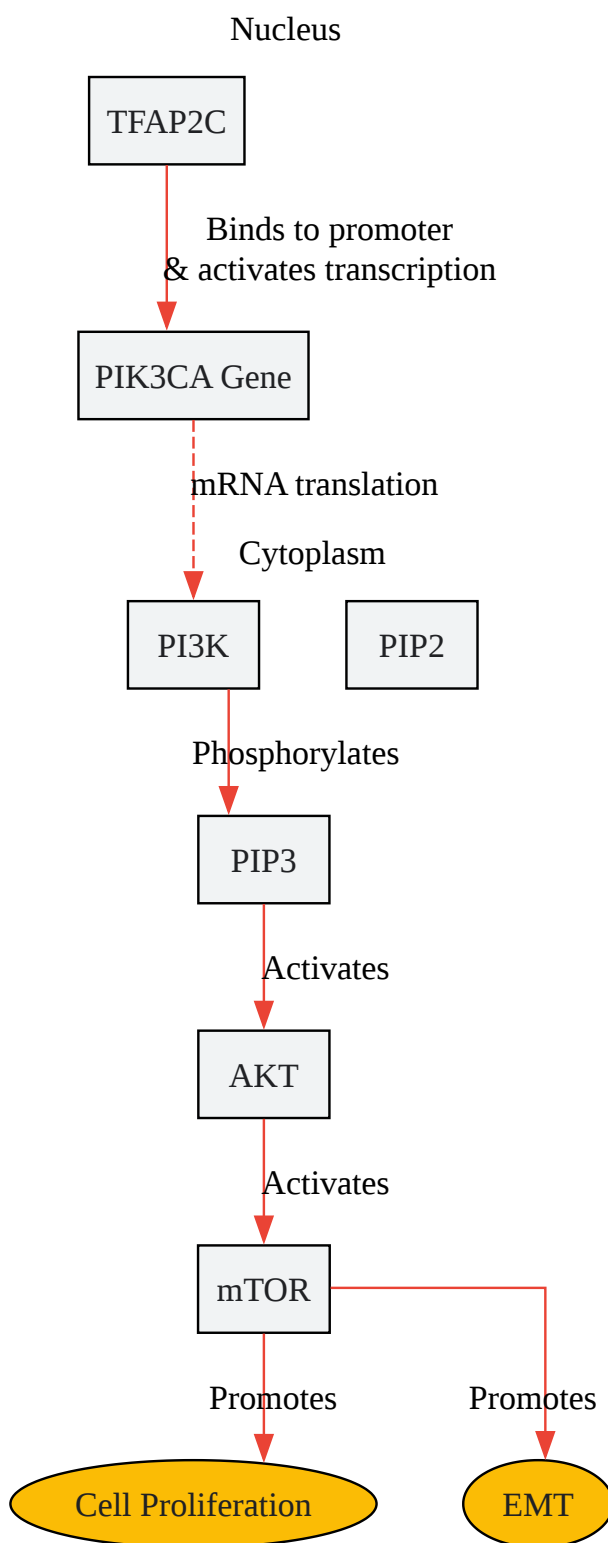 Nucleus
TFAP2C
Binds to promoter
& activates transcription
PIK3CA Gene
mRNA translation
Cytoplasm
PI3K
PIP2
Phosphorylates
PIP3
Activates
AKT
Activates
mTOR
Promotes
Promotes
Cell Proliferation
EMT